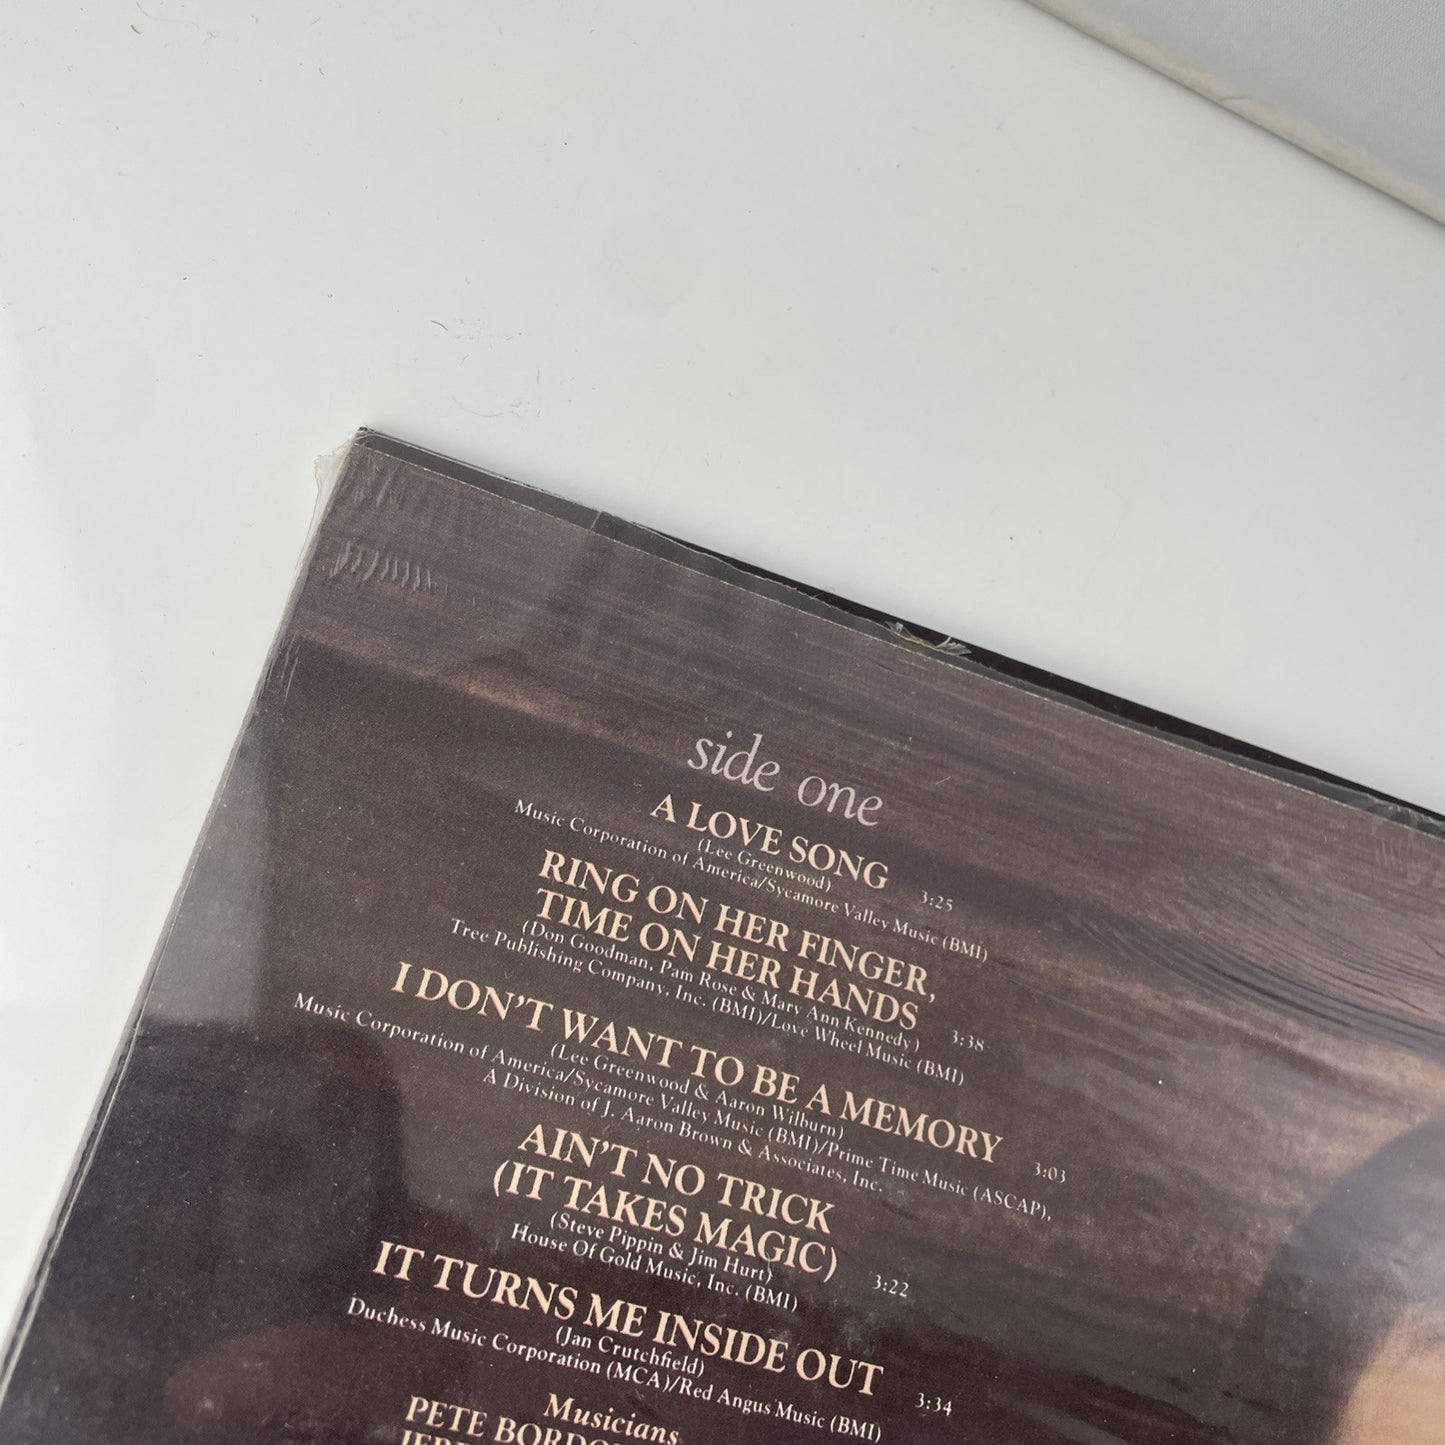 side one
A LOVE SONG 3:25
(Lee Greenwood)
Music Corporation of America/Sycamore Valley Music (BMI)
RING ON HER FINGER,
TIME ON HER HANDS 3:38
(Don Goodman, Pam Rose & Mary Ann Kennedy)
Tree Publishing Company, Inc. (BMI)/Love Wheel Music (BMI)
I DON'T WANT TO BE A MEMORY 3:03
(Lee Greenwood & Aaron Wilburn)
Music Corporation of America/Sycamore Valley Music (BMI)/Prime Time Music (ASCAP),
A Division of J. Aaron Brown & Associates, Inc.
AIN'T NO TRICK
(IT TAKES MAGIC) 3:22
(Steve Pippin & Jim Hurt)
House Of Gold Music, Inc. (BMI)
IT TURNS ME INSIDE OUT 3:34
(Jan Crutchfield)
Duchess Music Corporation (MCA)/Red Angus Music (BMI)
Musicians
PETE